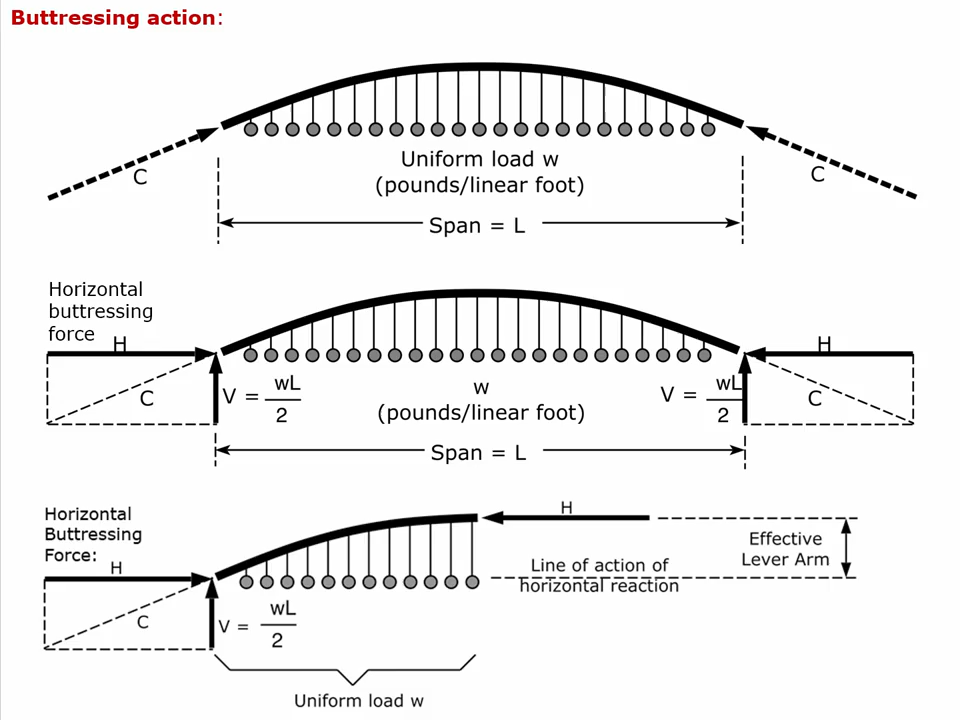 Buttressing action:
C
C
Uniform load w
(pounds/linear foot)
Span = L
Horizontal
buttressing
force
H
H
C
V = wL
2
w
(pounds/linear foot)
V = wL
2
C
Span = L
Horizontal
Buttressing
Force:
H
H
Effective
Lever Arm
Line of action of
horizontal reaction
C
V = wL
2
Uniform load w